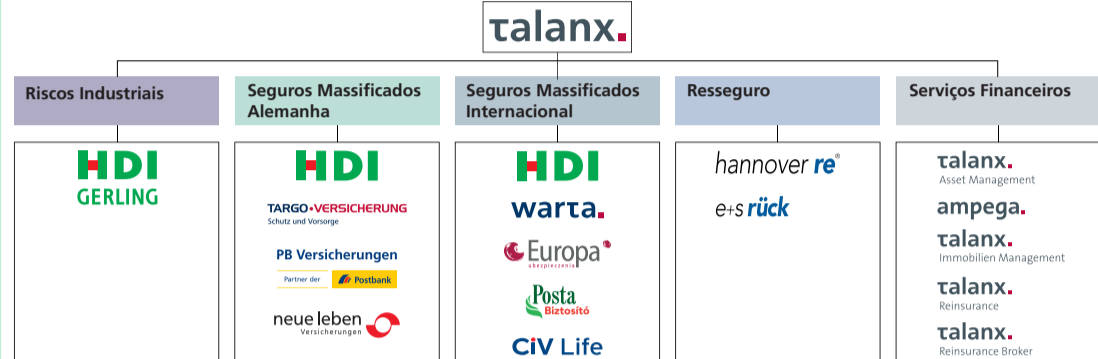 talanx.
Riscos Industriais
HDI
GERLING
Seguros Massificados
Alemanha
HDI
TARGO•VERSICHERUNG
Schutz und Vorsorge
PB Versicherungen
Partner der
Postbank
neue leben
Versicherungen
Seguros Massificados
Internacional
HDI
warta.
Europa
ubezpieczenia
Posta
Biztosító
CiV Life
Resseguro
hannover re®
e+s rück
Serviços Financeiros
talanx.
Asset Management
ampega.
talanx.
Immobilien Management
talanx.
Reinsurance
talanx.
Reinsurance Broker